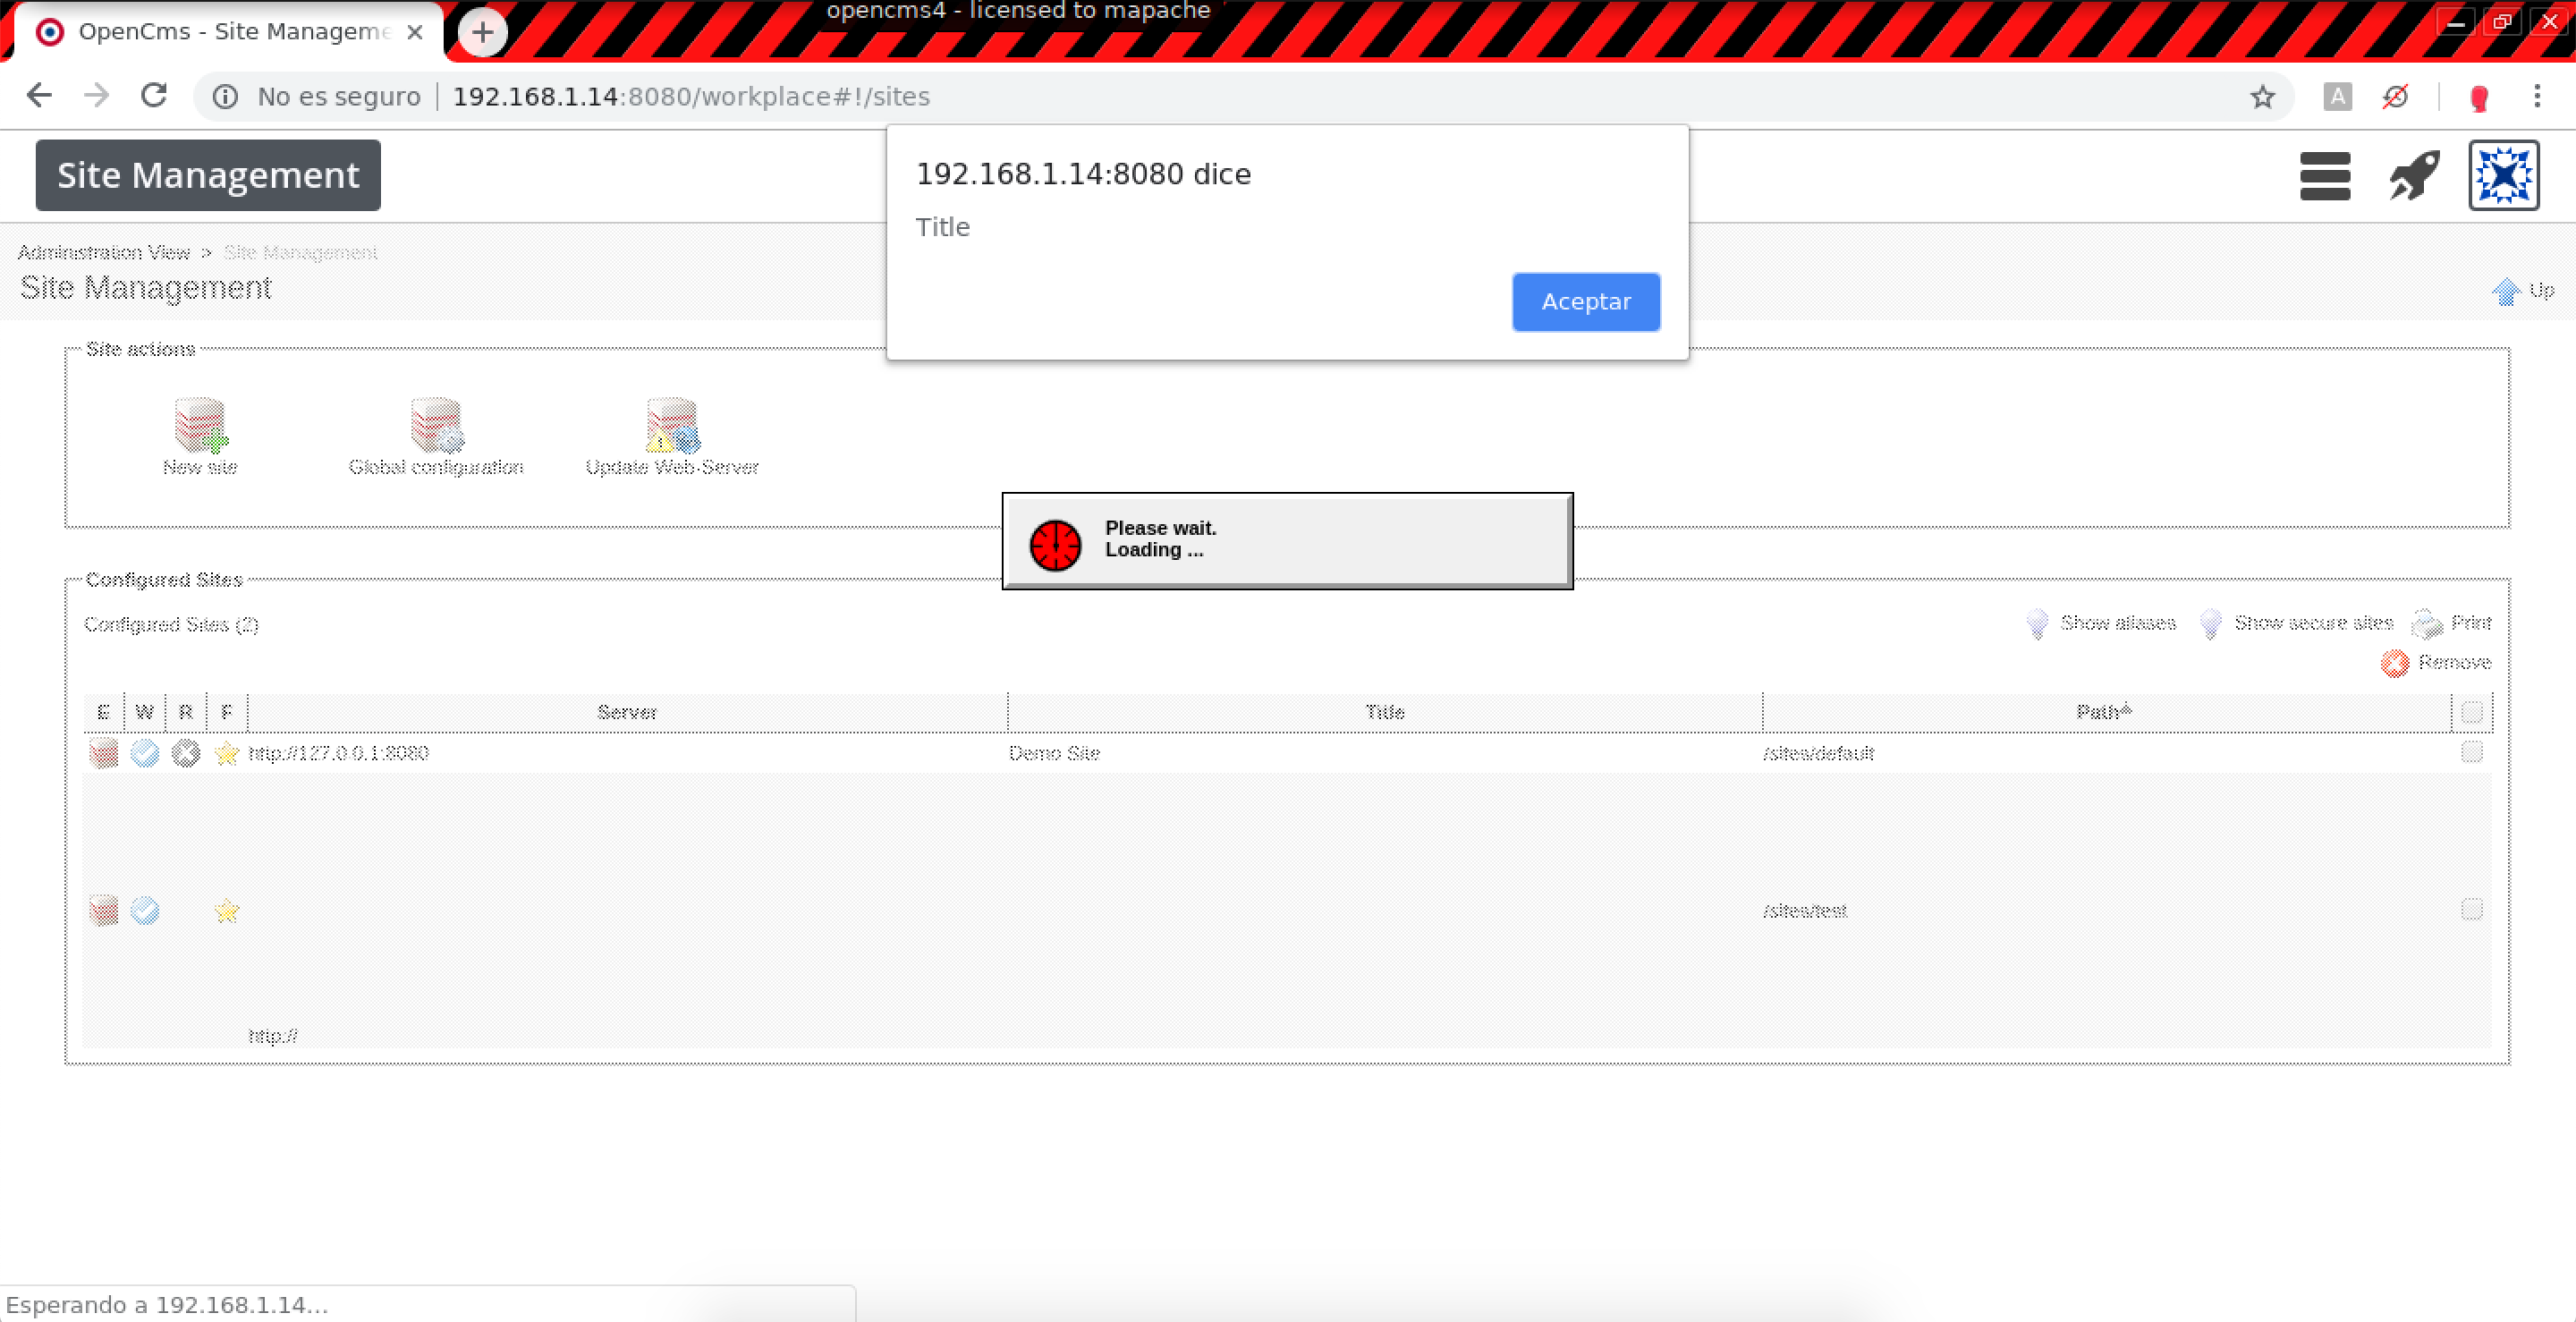 opencms4 - licensed to mapache
OpenCms - Site Manageme
No es seguro | 192.168.1.14:8080/workplace#!/sites
A
Site Management
192.168.1.14:8080 dice
Title
Aceptar
Administration View > Site Management
Site Management
Up
Site actions
New site
Global configuration
Update Web-Server
Please wait.
Loading ...
Configured Sites
Configured Sites (2)
Show aliases
Show secure sites
Print
Remove
E W R F Server Title Path
http://127.0.0.1:8080 Demo Site /sites/default
/sites/test
http://
Esperando a 192.168.1.14...